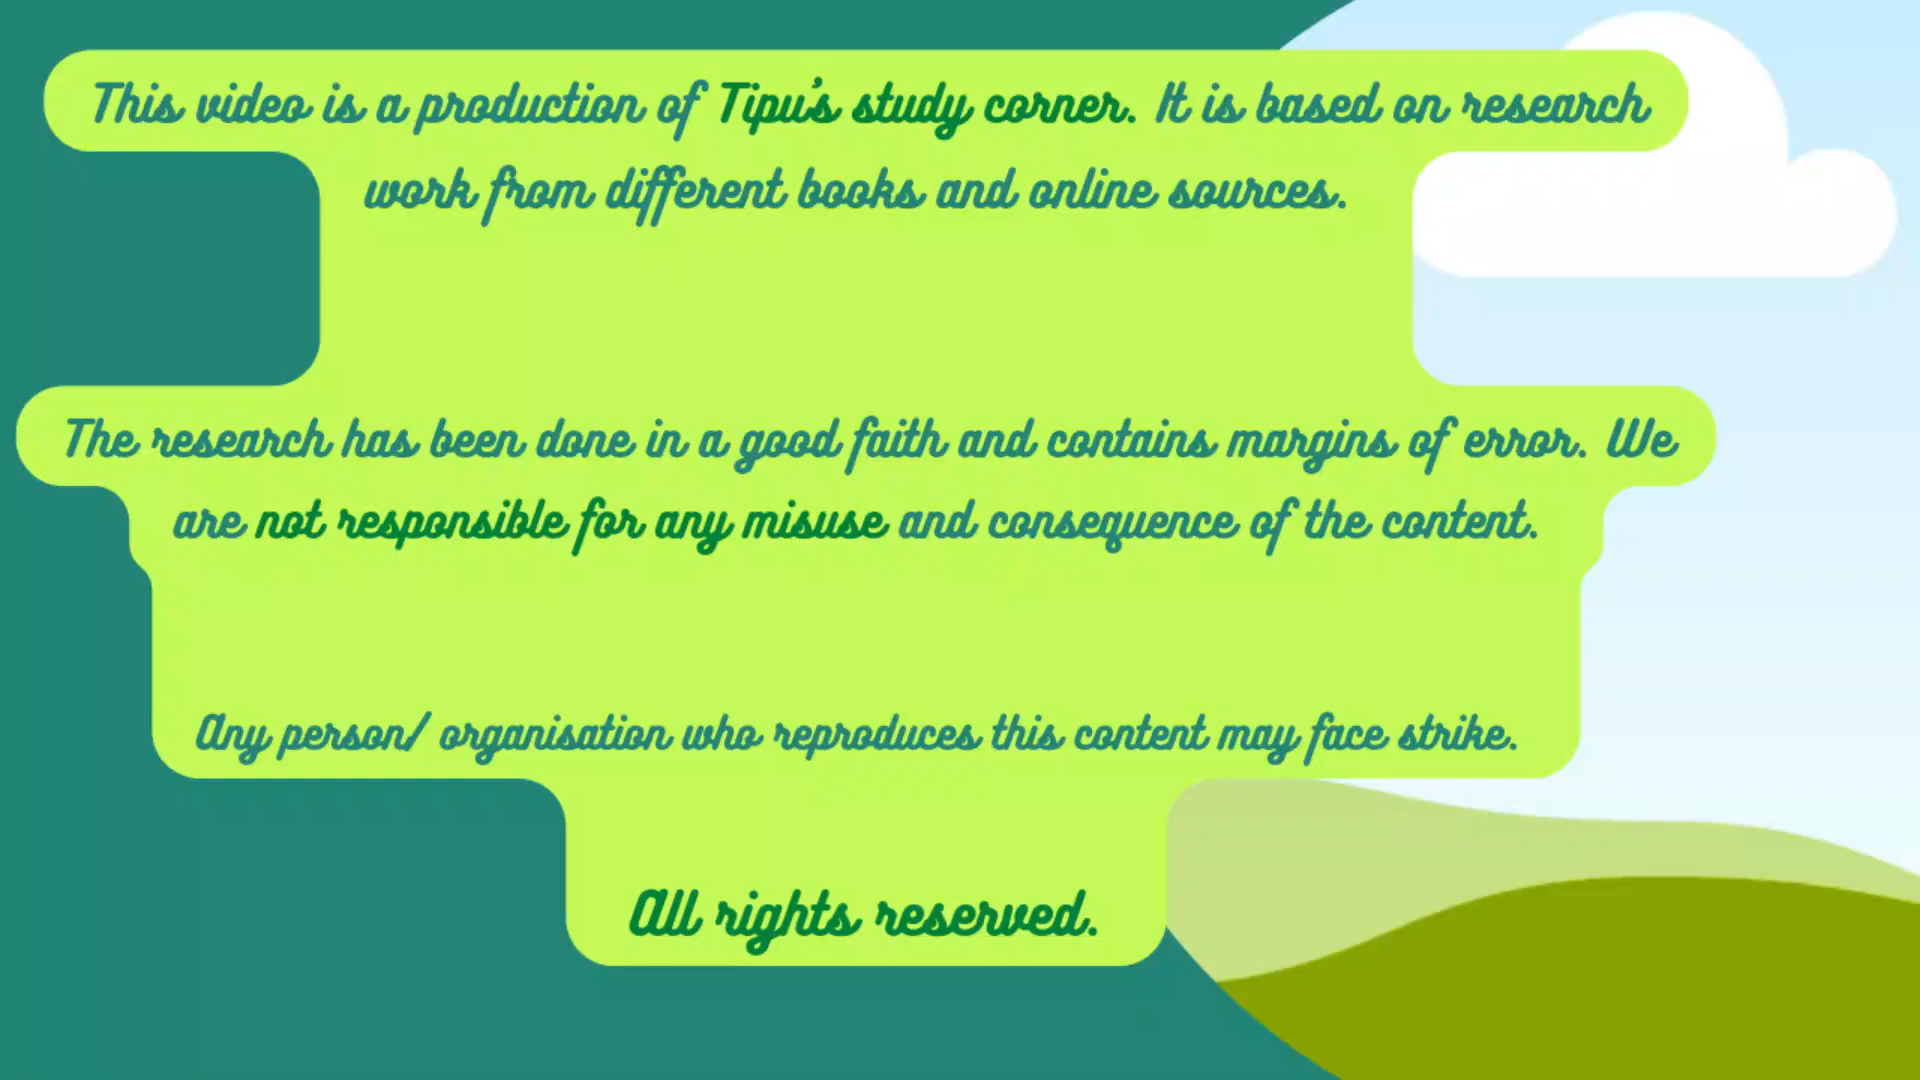 This video is a production of Tipu's study corner. It is based on research
work from different books and online sources.
The research has been done in a good faith and contains margins of error. We
are not responsible for any misuse and consequence of the content.
Any person/ organisation who reproduces this content may face strike.
All rights reserved.